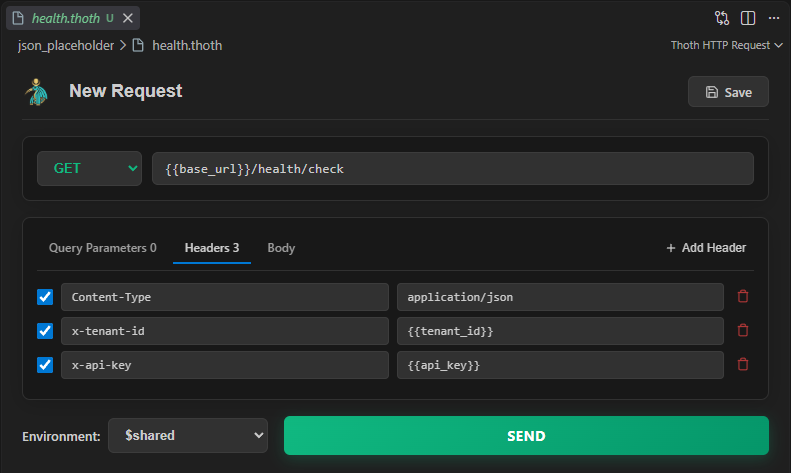 health.thoth U
json_placeholder > health.thoth Thoth HTTP Request
New Request Save
GET {{base_url}}/health/check
Query Parameters 0 Headers 3 Body + Add Header
Content-Type application/json
x-tenant-id {{tenant_id}}
x-api-key {{api_key}}
Environment: $shared SEND